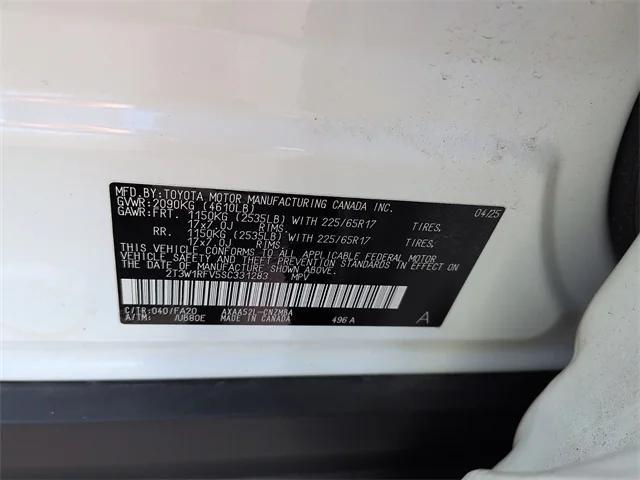 MFD.BY:TOYOTA MOTOR MANUFACTURING CANADA INC. 04/25
GVWR:2090KG (4610LB)
GAWR:FRT. 1150KG (2535LB) WITH 225/65R17 TIRES.
17x7.0J RIMS.
RR. 1150KG (2535LB) WITH 225/65R17 TIRES.
17x7.0J RIMS.
THIS VEHICLE CONFORMS TO ALL APPLICABLE FEDERAL MOTOR
VEHICLE SAFETY AND THEFT PREVENTION STANDARDS
IN EFFECT ON THE DATE OF MANUFACTURE SHOWN ABOVE.
2T3W1RFV5SC331283 MPV
C/TR:040/FA20 AXAA52L-CNZMBA
A/TM: /UB80E MADE IN CANADA 496A A